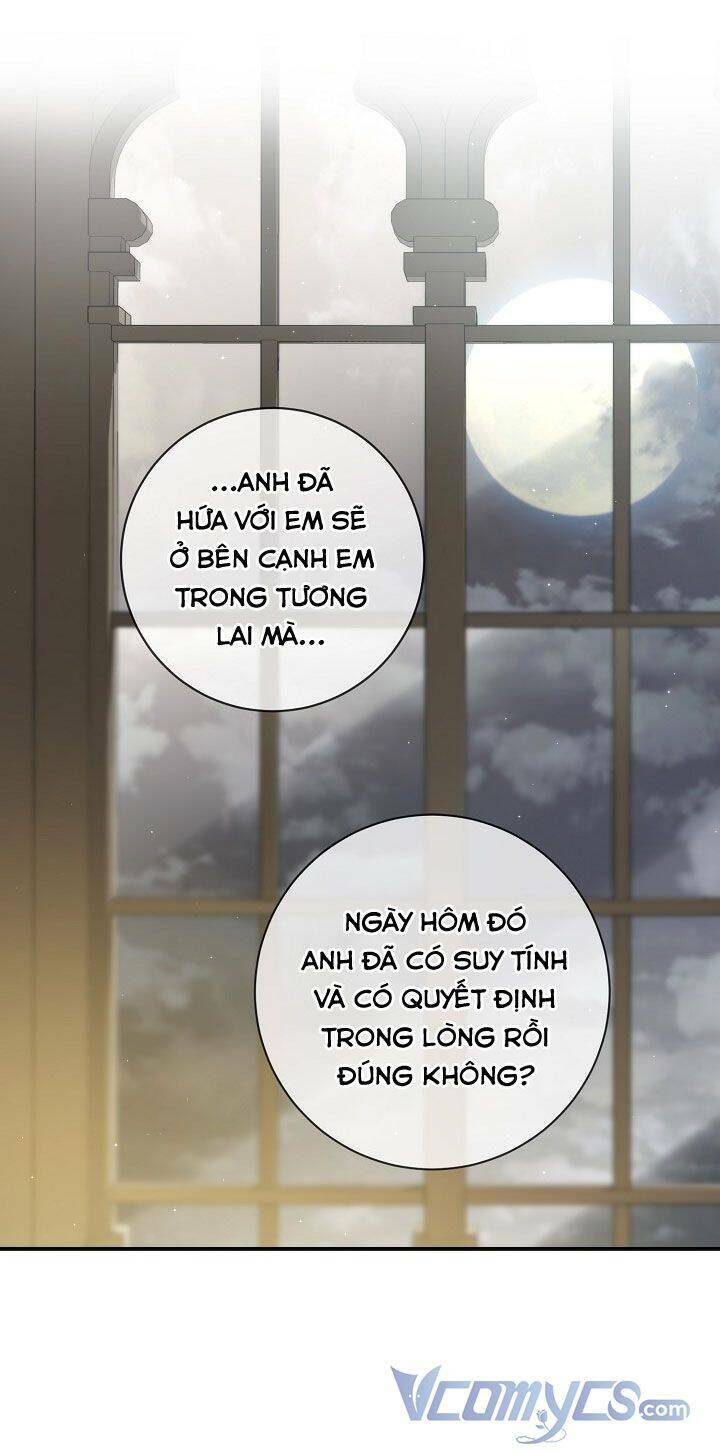 ...ANH ĐÃ
HỨA VỚI EM SẼ
Ở BÊN CẠNH EM
TRONG TƯƠNG
LAI MÀ...
NGÀY HÔM ĐÓ
ANH ĐÃ CÓ SUY TÍNH
VÀ CÓ QUYẾT ĐỊNH
TRONG LÒNG RỒI
ĐÚNG KHÔNG?
VCOMYCS.com